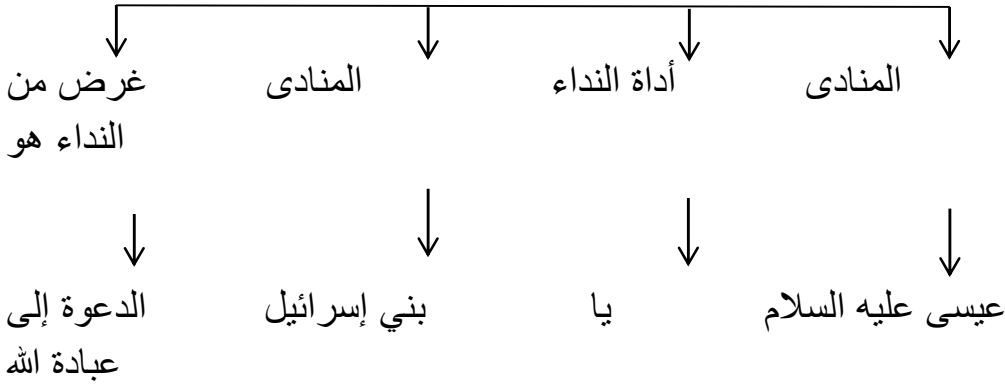 المنادى أداة النداء المنادى غرض من
النداء هو
عيسى عليه السلام يا بني إسرائيل الدعوة إلى
عبادة الله